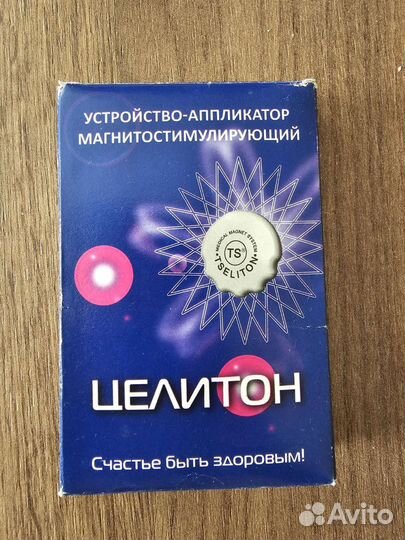 УСТРОЙСТВО-АППЛИКАТОР
МАГНИТОСТИМУЛИРУЮЩИЙ
MEDICAL MAGNET SYSTEM
TS®
TSELITON
ЦЕЛИТОН
Счастье быть здоровым!
Avito